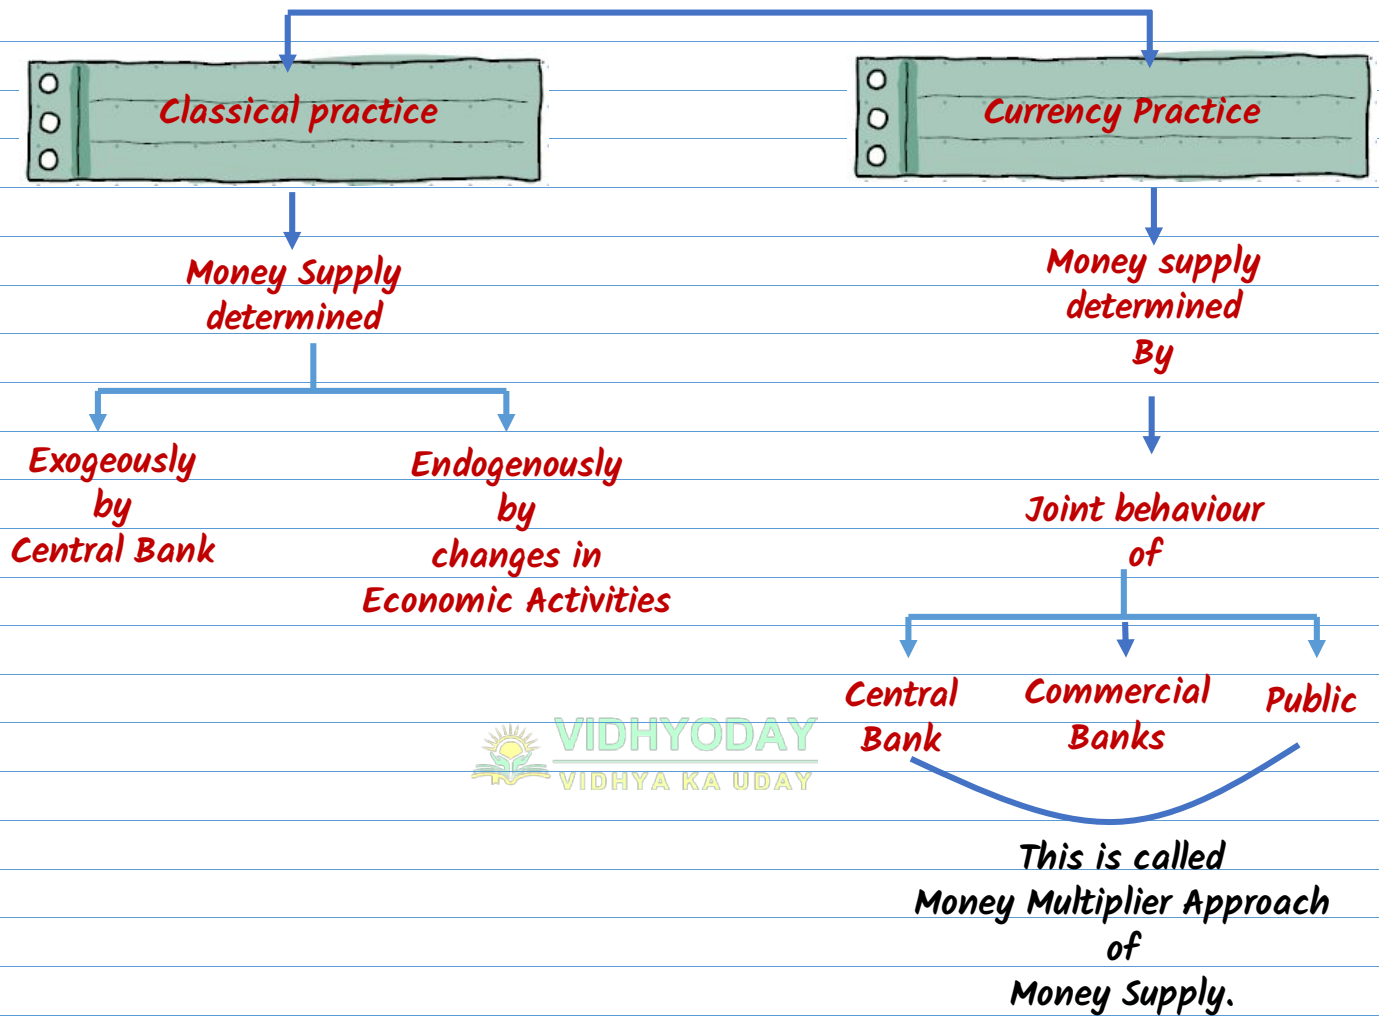 Classical practice
Currency Practice
Money Supply
determined
Exogeously
by
Central Bank
Endogenously
by
changes in
Economic Activities
Money supply
determined
By
Joint behaviour
of
Central
Bank
Commercial
Banks
Public
This is called
Money Multiplier Approach
of
Money Supply.
VIDHYODAY
VIDHYA KA UDAY